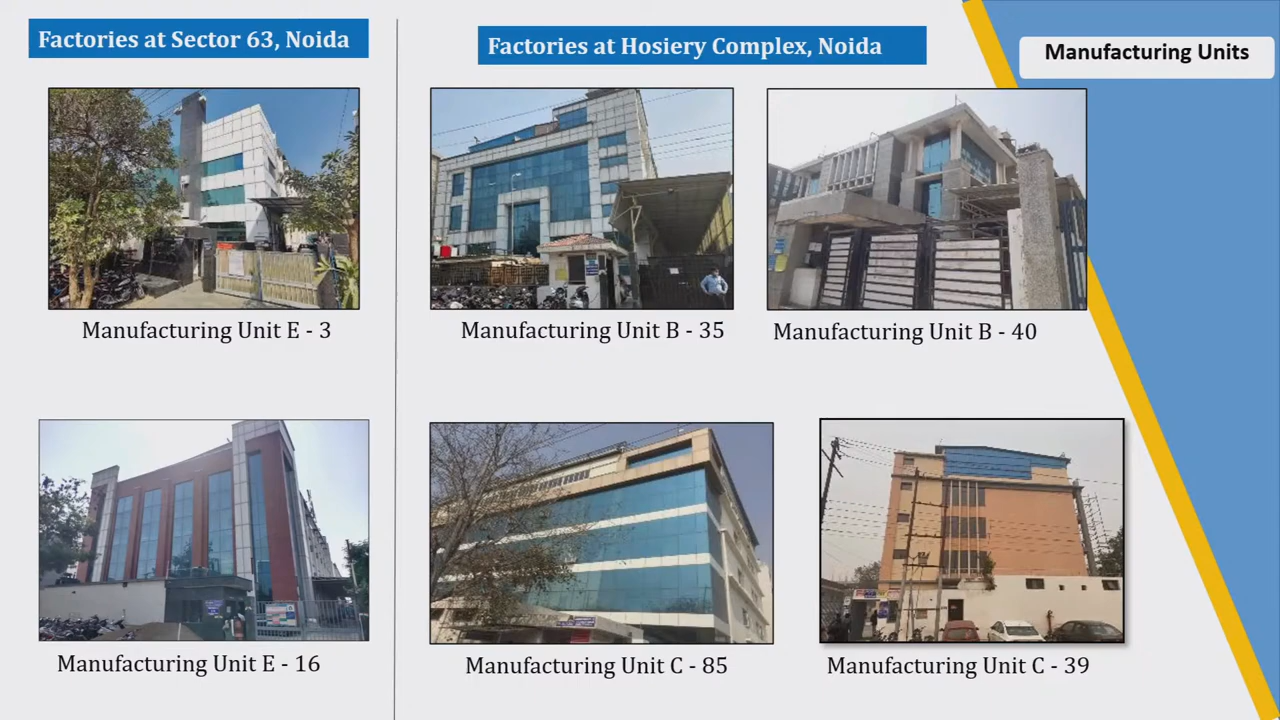 Factories at Sector 63, Noida
Factories at Hosiery Complex, Noida
Manufacturing Units
Manufacturing Unit E - 3
Manufacturing Unit B - 35
Manufacturing Unit B - 40
Manufacturing Unit E - 16
Manufacturing Unit C - 85
Manufacturing Unit C - 39